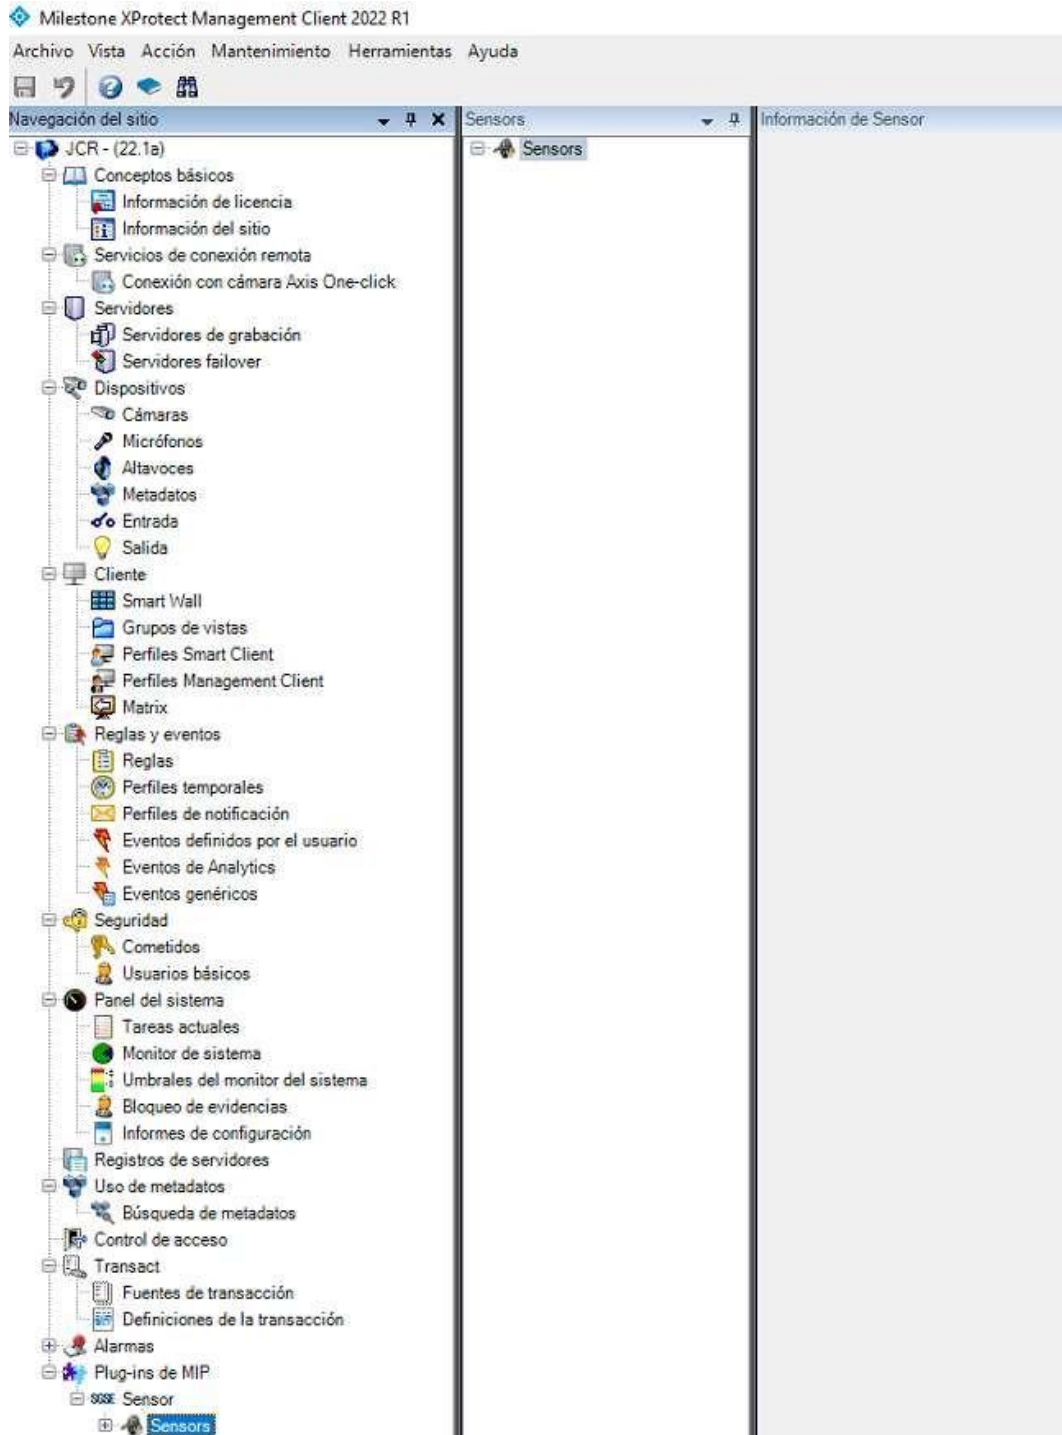 Milestone XProtect Management Client 2022 R1
Archivo Vista Acción Mantenimiento Herramientas Ayuda
Navegación del sitio
JCR - (22.1a)
Conceptos básicos
Información de licencia
Información del sitio
Servicios de conexión remota
Conexión con cámara Axis One-click
Servidores
Servidores de grabación
Servidores failover
Dispositivos
Cámaras
Micrófonos
Altavoces
Metadatos
Entrada
Salida
Cliente
Smart Wall
Grupos de vistas
Perfiles Smart Client
Perfiles Management Client
Matrix
Reglas y eventos
Reglas
Perfiles temporales
Perfiles de notificación
Eventos definidos por el usuario
Eventos de Analytics
Eventos genéricos
Seguridad
Cometidos
Usuarios básicos
Panel del sistema
Tareas actuales
Monitor de sistema
Umbrales del monitor del sistema
Bloqueo de evidencias
Informes de configuración
Registros de servidores
Uso de metadatos
Búsqueda de metadatos
Control de acceso
Transact
Fuentes de transacción
Definiciones de la transacción
Alarmas
Plug-ins de MIP
SGSE Sensor
Sensors
Sensors
Sensors
Información de Sensor